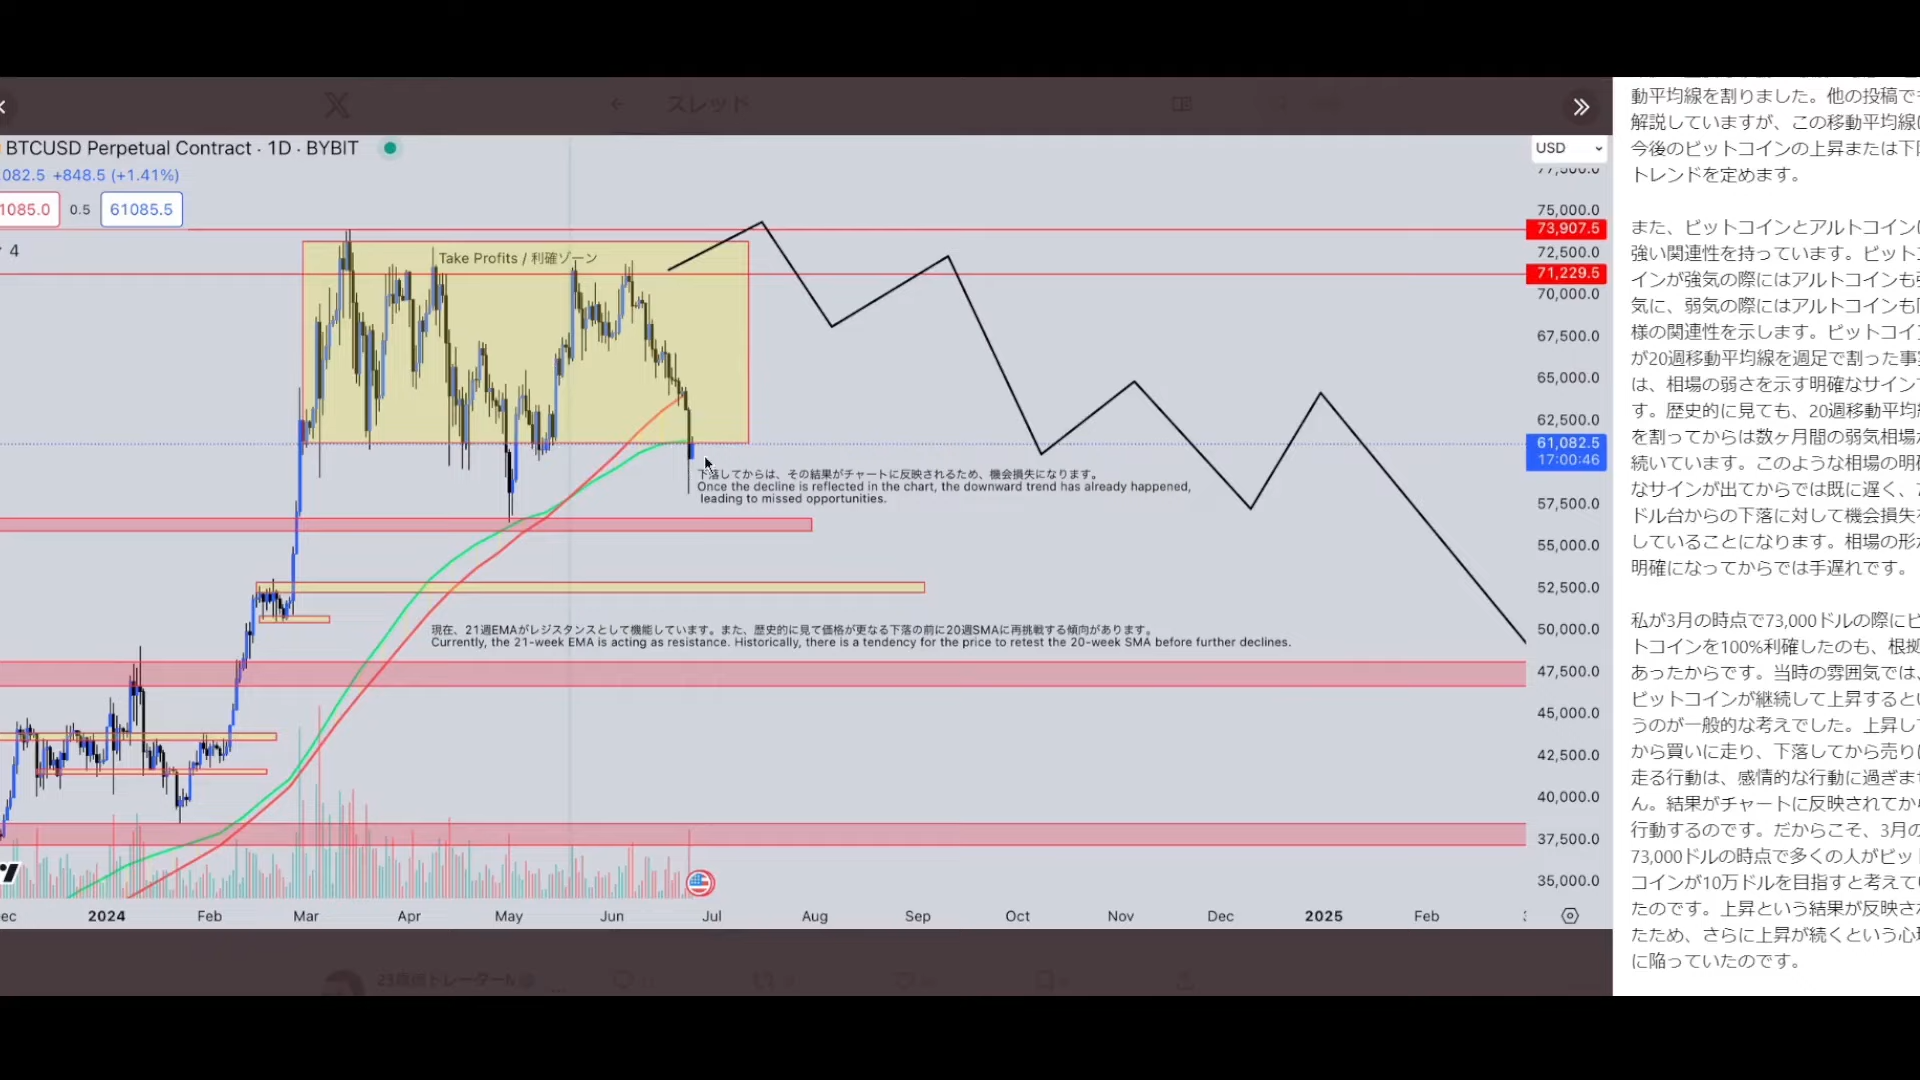 スレッド
BTCUSD Perpetual Contract · 1D · BYBIT
082.5 +848.5 (+1.41%)
1085.0 0.5 61085.5
4
USD
77,500.0
75,000.0
73,907.5
72,500.0
71,229.5
70,000.0
67,500.0
65,000.0
62,500.0
61,082.5
17:00:46
57,500.0
55,000.0
52,500.0
50,000.0
47,500.0
45,000.0
42,500.0
40,000.0
37,500.0
35,000.0
Take Profits / 利確ゾーン
下落してからは、その結果がチャートに反映されるため、機会損失になります。
Once the decline is reflected in the chart, the downward trend has already happened,
leading to missed opportunities.
現在、21週EMAがレジスタンスとして機能しています。また、歴史的に見て価格が更なる下落の前に20週SMAに再挑戦する傾向があります。
Currently, the 21-week EMA is acting as resistance. Historically, there is a tendency for the price to retest the 20-week SMA before further declines.
ec 2024 Feb Mar Apr May Jun Jul Aug Sep Oct Nov Dec 2025 Feb
動平均線を割りました。他の投稿で
解説していますが、この移動平均線
今後のビットコインの上昇または下
トレンドを定めます。
また、ビットコインとアルトコイン
強い関連性を持っています。ビット
インが強気の際にはアルトコインも
気に、弱気の際にはアルトコインも
様の関連性を示します。ビットコイ
が20週移動平均線を週足で割った事
は、相場の弱さを示す明確なサイン
す。歴史的に見ても、20週移動平均
を割ってからは数ヶ月間の弱気相場
続いています。このような相場の明
なサインが出てからでは既に遅く、
ドル台からの下落に対して機会損失
していることになります。相場の形
明確になってからでは手遅れです。
私が3月の時点で73,000ドルの際にビ
トコインを100%利確したのも、根拠
あったからです。当時の雰囲気では、
ビットコインが継続して上昇すると
うのが一般的な考えでした。上昇し
から買いに走り、下落してから売り
走る行動は、感情的な行動に過ぎま
ん。結果がチャートに反映されてか
行動するのです。だからこそ、3月の
73,000ドルの時点で多くの人がビッ
コインが10万ドルを目指すと考えて
たのです。上昇という結果が反映さ
たため、さらに上昇が続くという心
に陥っていたのです。